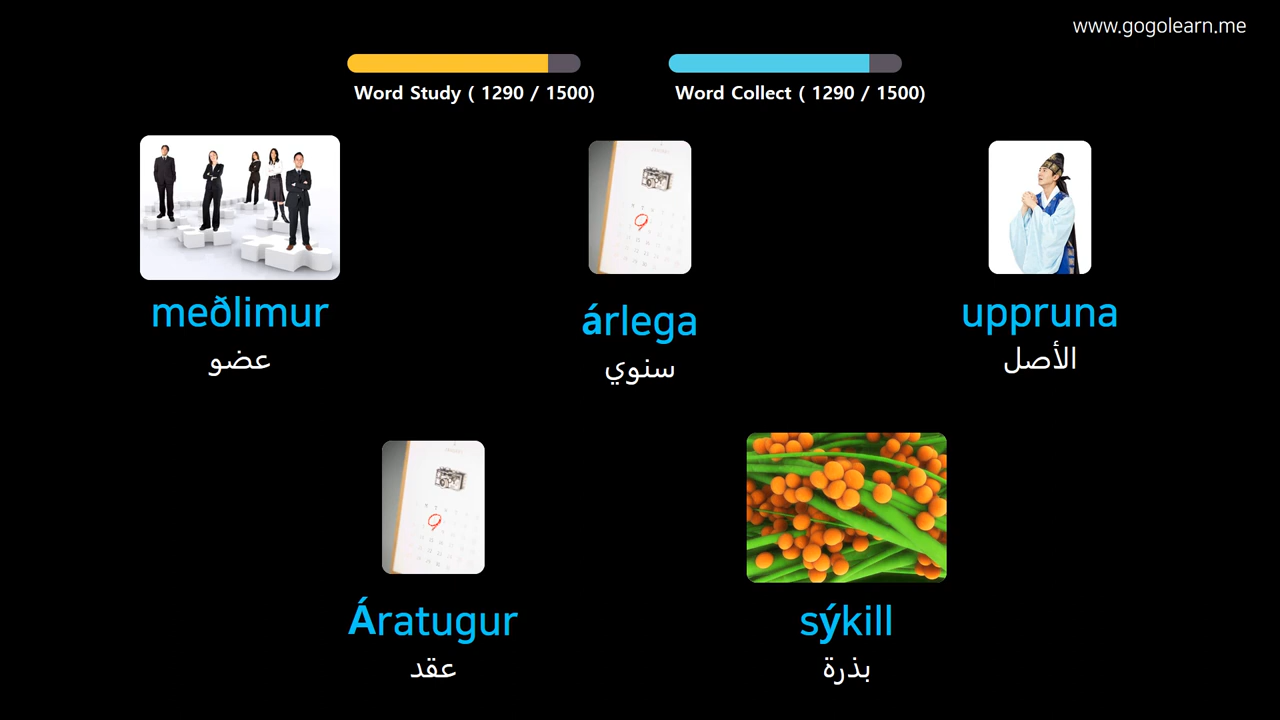 www.gogolearn.me
Word Study ( 1290 / 1500)
Word Collect ( 1290 / 1500)
meðlimur
عضو
árlega
سنوي
uppruna
الأصل
Áratugur
عقد
sýkill
بذرة